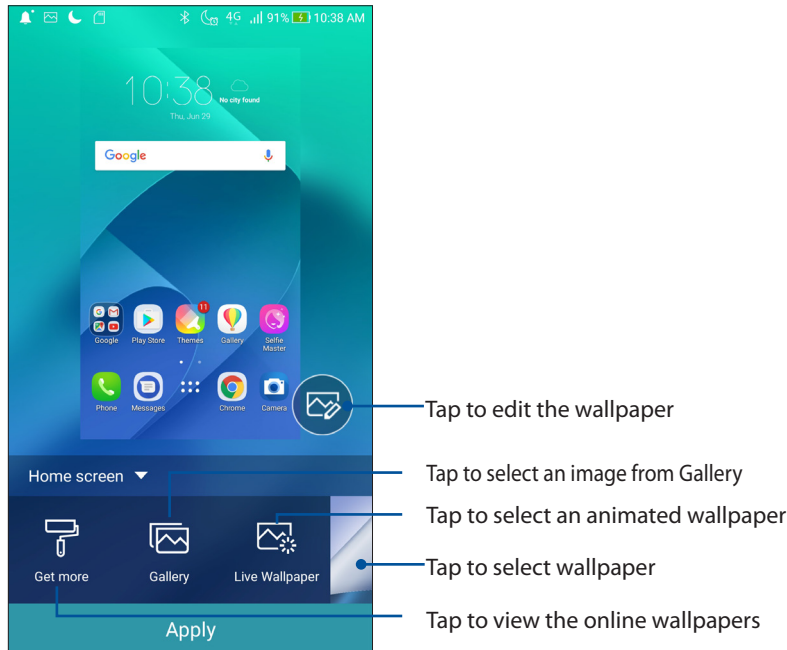 4G 91% 10:38 AM
10:38
No city found
Thu, Jun 29
Google
11
Google Play Store Themes Gallery Selfie
Master
Phone Messages Chrome Camera
Tap to edit the wallpaper
Home screen
Tap to select an image from Gallery
Tap to select an animated wallpaper
Tap to select wallpaper
Get more Gallery Live Wallpaper
Tap to view the online wallpapers
Apply